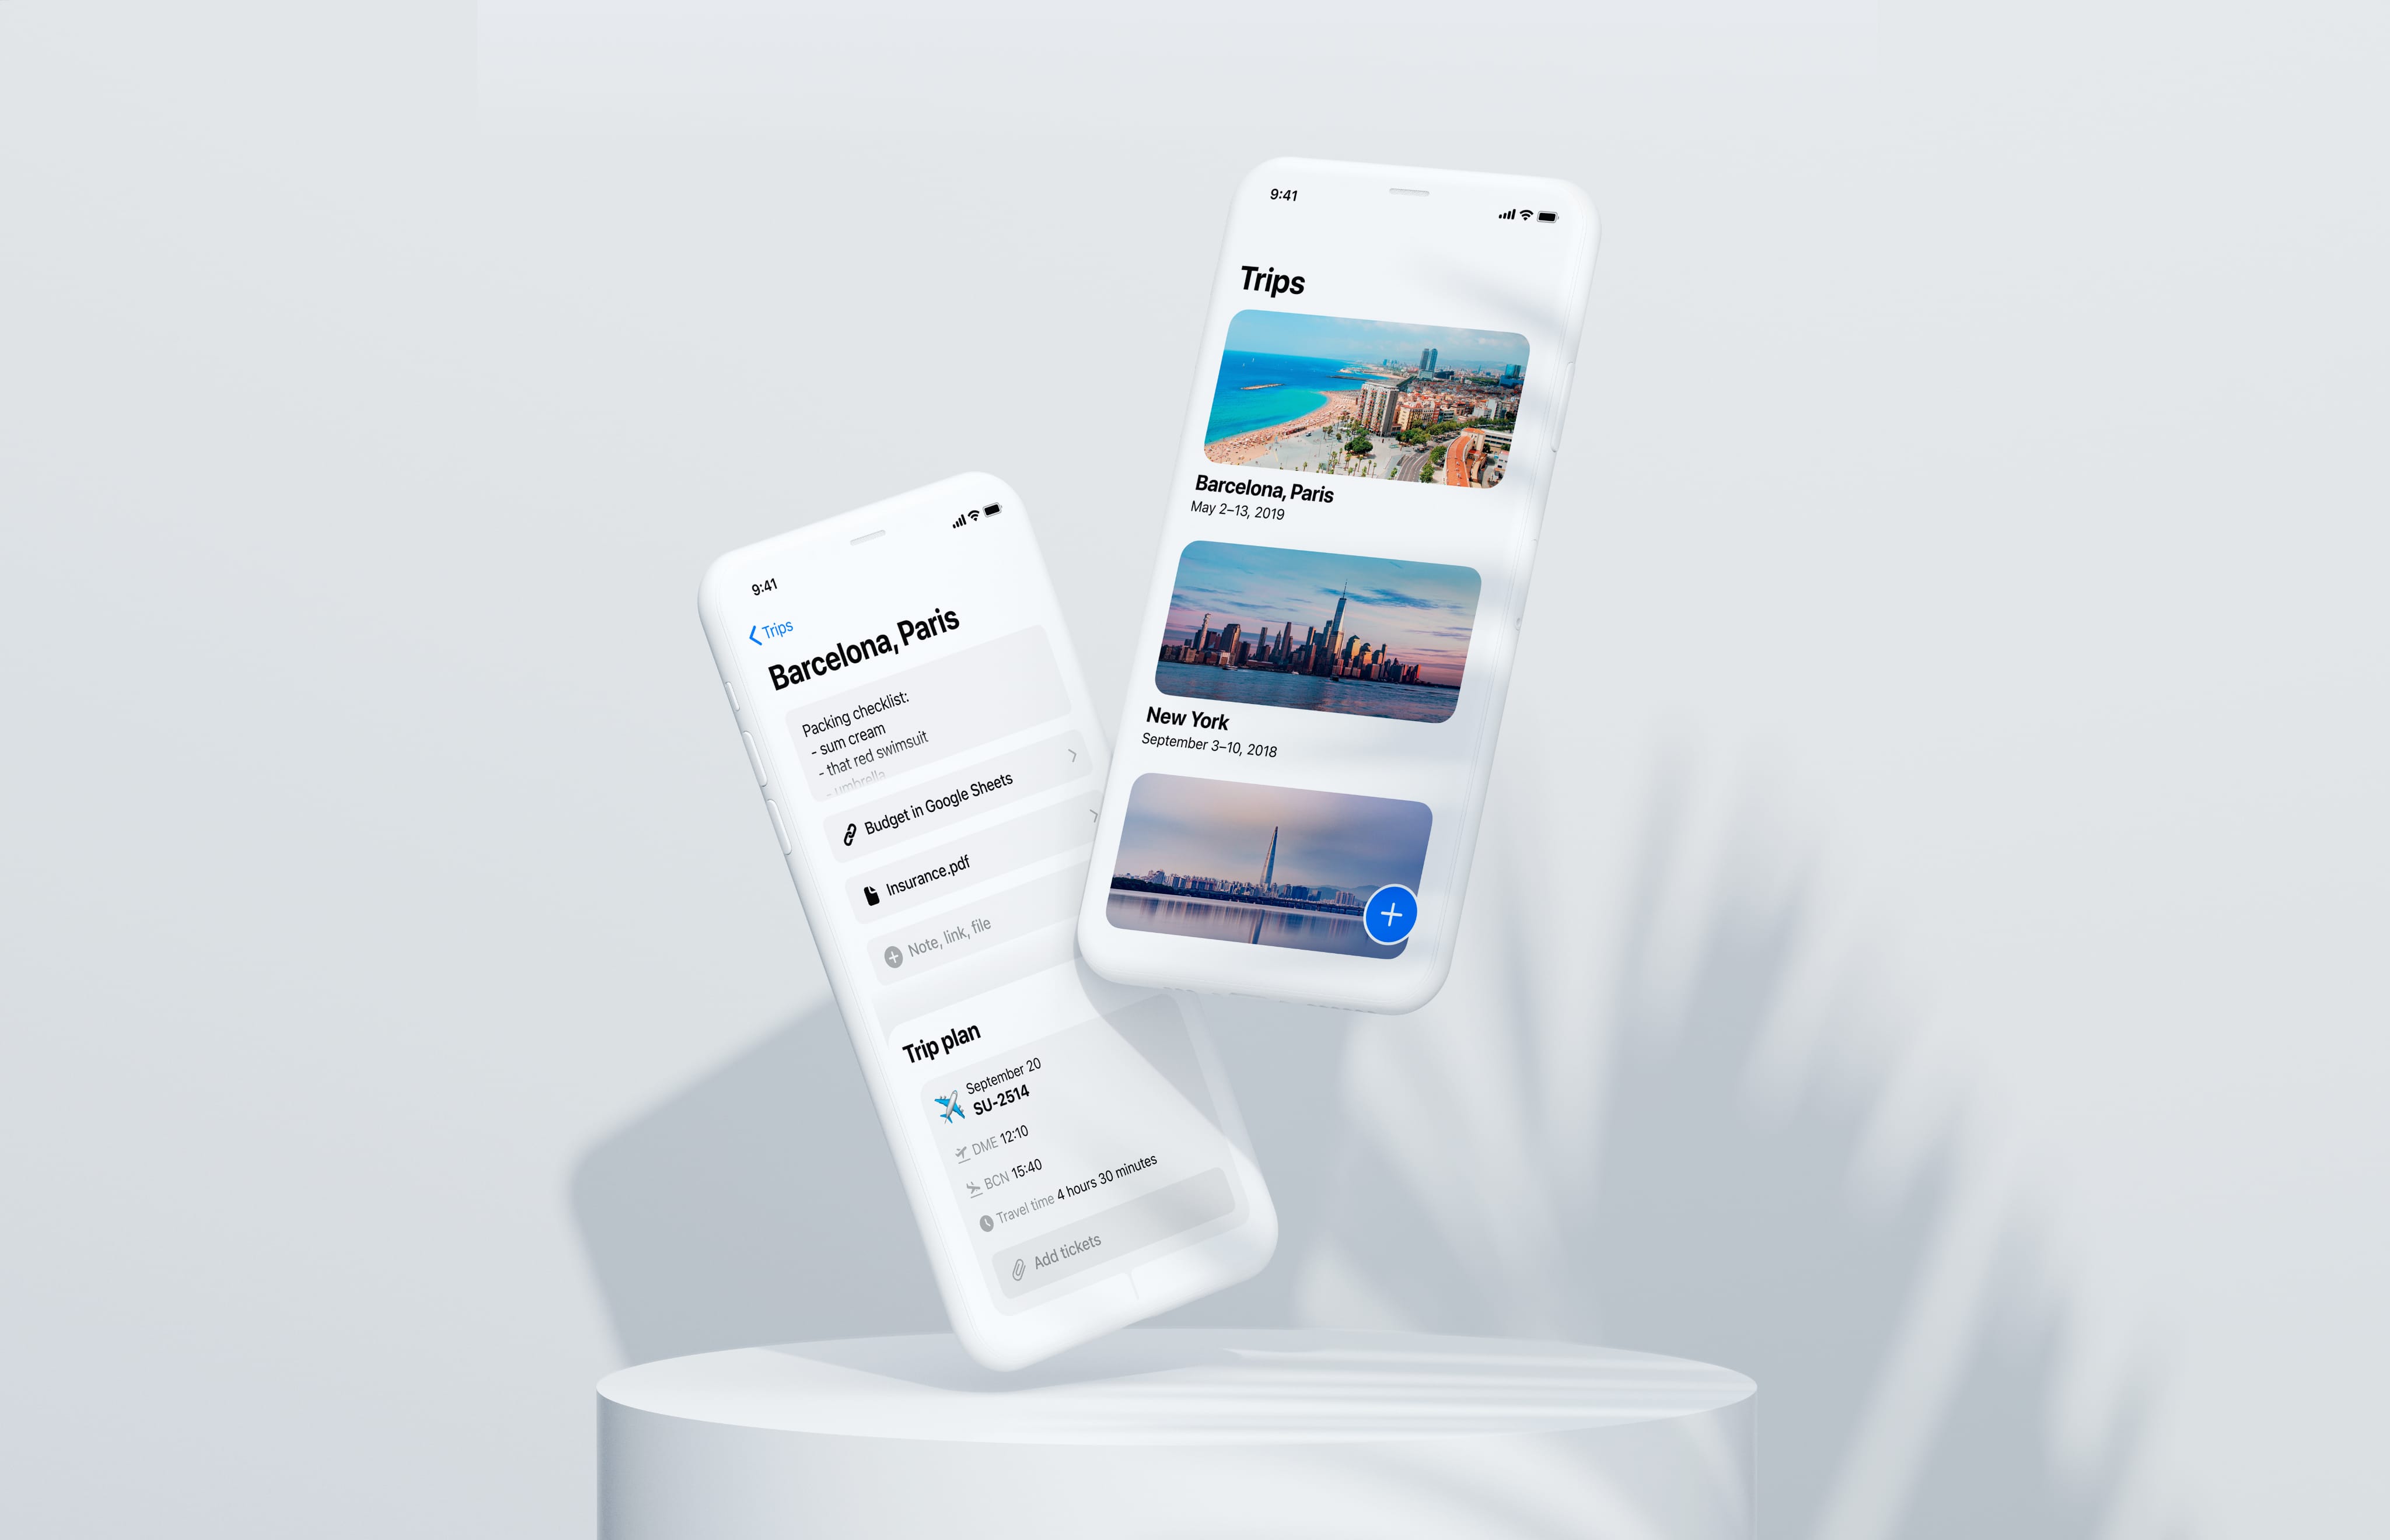 9:41
Trips
Barcelona, Paris
Packing checklist:
- sum cream
- that red swimsuit
- umbrella
Budget in Google Sheets
Insurance.pdf
Note, link, file
Trip plan
September 20
SU-2514
DME 12:10
BCN 15:40
Travel time 4 hours 30 minutes
Add tickets
9:41
Trips
Barcelona, Paris
May 2–13, 2019
New York
September 3–10, 2018